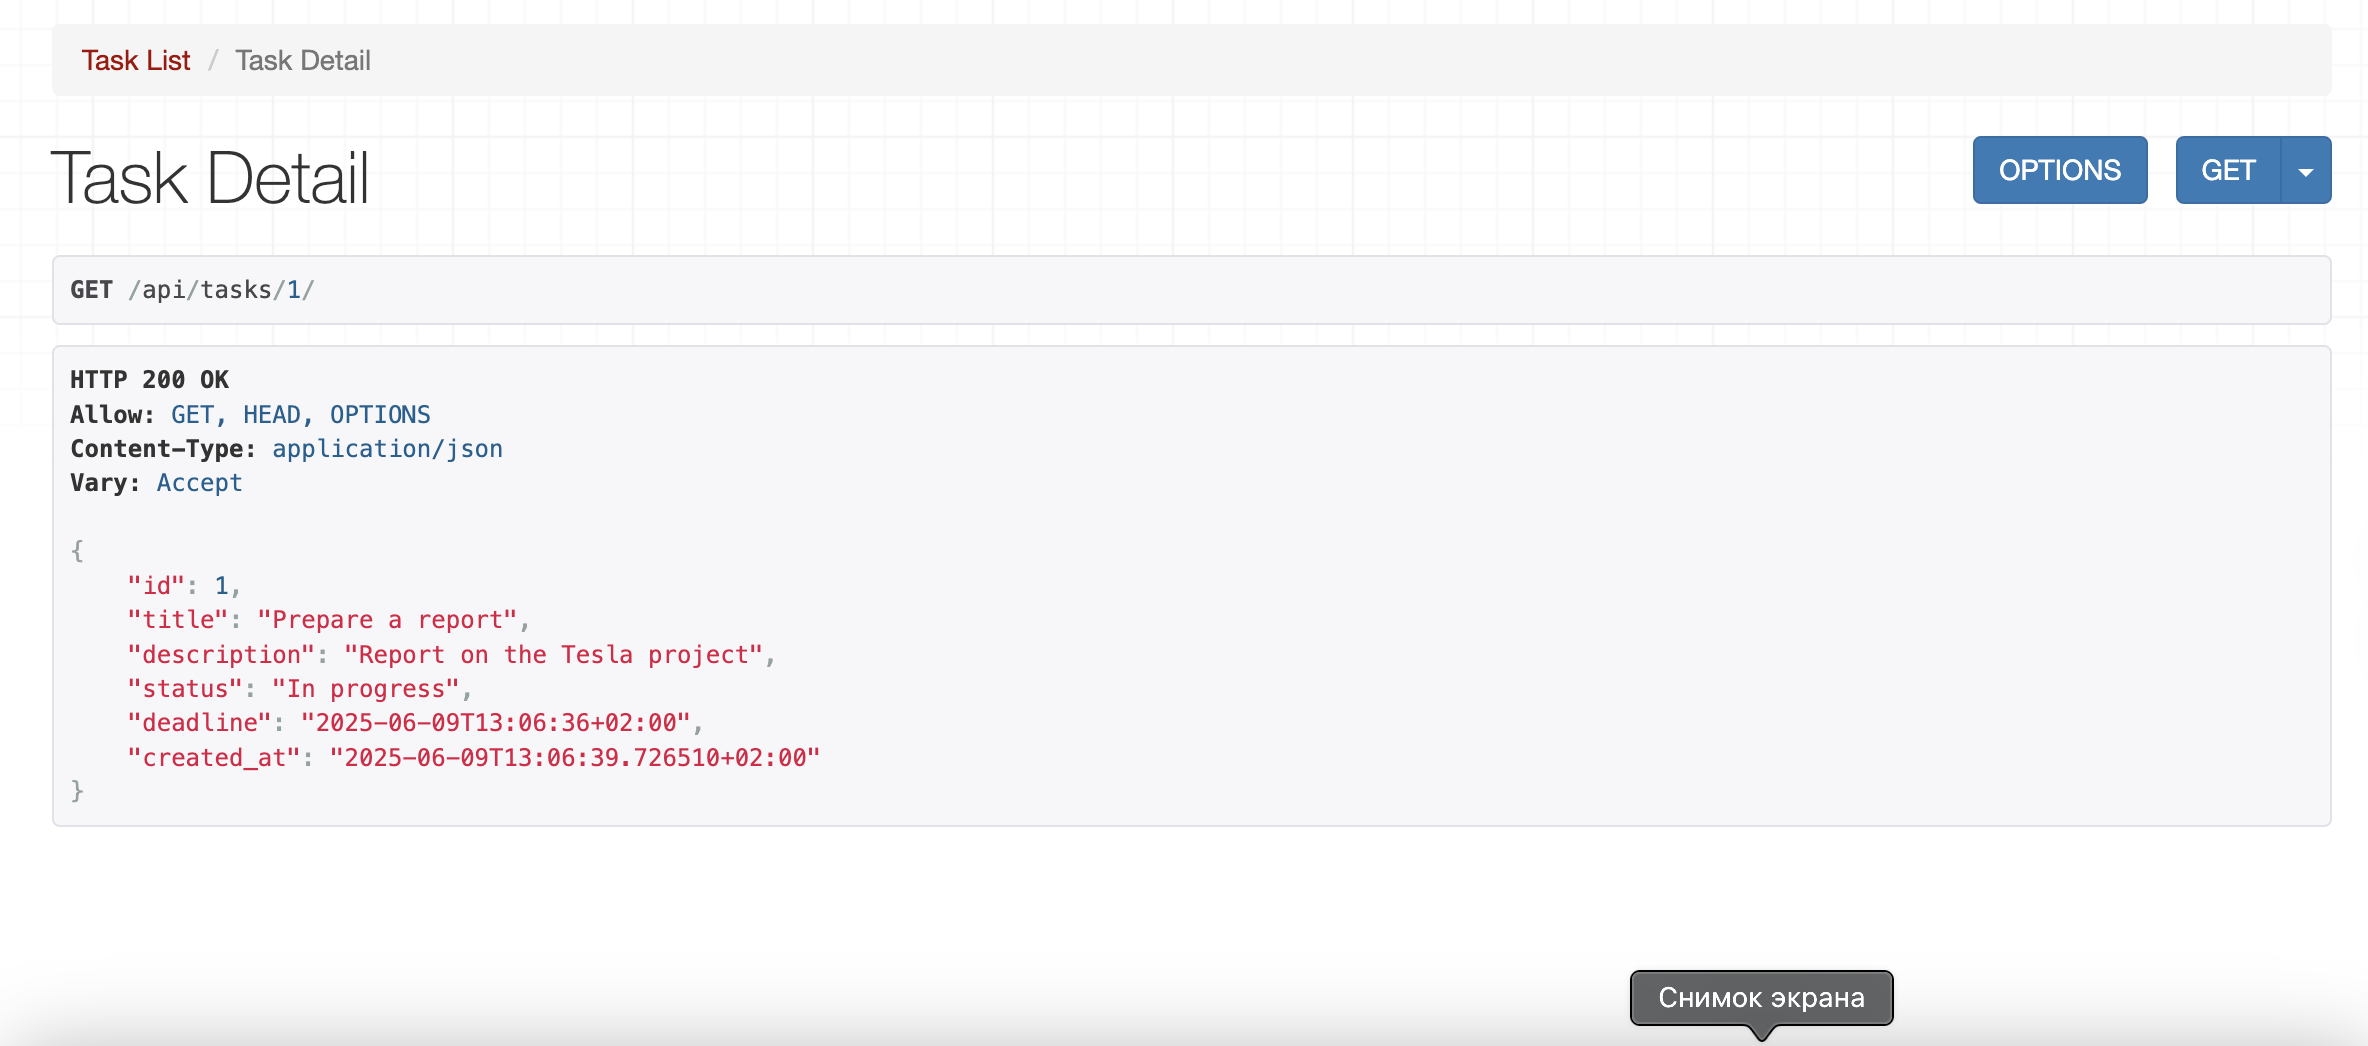 Task List / Task Detail
Task Detail
OPTIONS
GET
GET /api/tasks/1/
HTTP 200 OK
Allow: GET, HEAD, OPTIONS
Content-Type: application/json
Vary: Accept
{
    "id": 1,
    "title": "Prepare a report",
    "description": "Report on the Tesla project",
    "status": "In progress",
    "deadline": "2025-06-09T13:06:36+02:00",
    "created_at": "2025-06-09T13:06:39.726510+02:00"
}
Снимок экрана